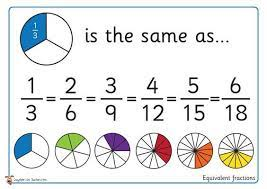 1/3 is the same as...
1/3 = 2/6 = 3/9 = 4/12 = 5/15 = 6/18
Equivalent fractions